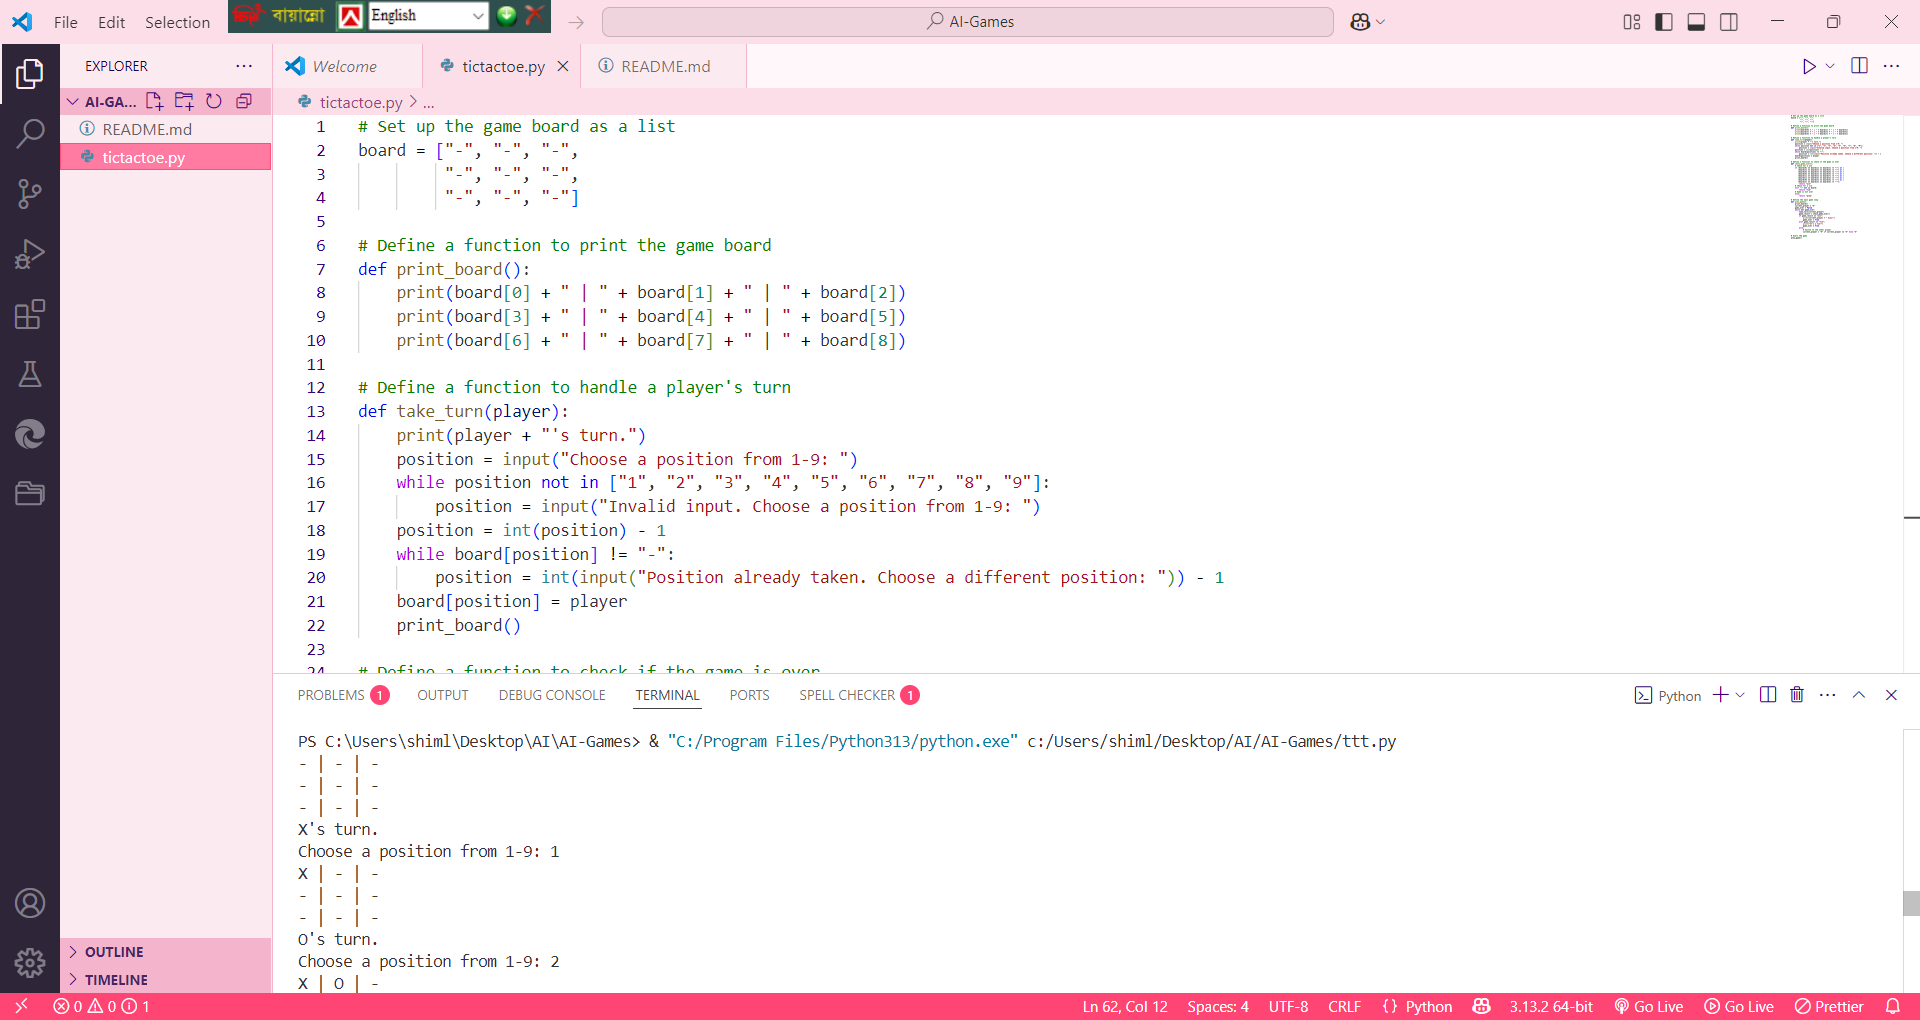 File Edit Selection বায়ান্নো English AI-Games
EXPLORER
AI-GA...
README.md
tictactoe.py
OUTLINE
TIMELINE
Welcome tictactoe.py README.md
tictactoe.py > ...
1 # Set up the game board as a list
2 board = ["-", "-", "-",
3 "-", "-", "-",
4 "-", "-", "-"]
5
6 # Define a function to print the game board
7 def print_board():
8 print(board[0] + " | " + board[1] + " | " + board[2])
9 print(board[3] + " | " + board[4] + " | " + board[5])
10 print(board[6] + " | " + board[7] + " | " + board[8])
11
12 # Define a function to handle a player's turn
13 def take_turn(player):
14 print(player + "'s turn.")
15 position = input("Choose a position from 1-9: ")
16 while position not in ["1", "2", "3", "4", "5", "6", "7", "8", "9"]:
17 position = input("Invalid input. Choose a position from 1-9: ")
18 position = int(position) - 1
19 while board[position] != "-":
20 position = int(input("Position already taken. Choose a different position: ")) - 1
21 board[position] = player
22 print_board()
23
24 # Define a function to check if the game is over
PROBLEMS 1 OUTPUT DEBUG CONSOLE TERMINAL PORTS SPELL CHECKER 1 Python
PS C:\Users\shiml\Desktop\AI\AI-Games> & "C:/Program Files/Python313/python.exe" c:/Users/shiml/Desktop/AI/AI-Games/ttt.py
- | - | -
- | - | -
- | - | -
X's turn.
Choose a position from 1-9: 1
X | - | -
- | - | -
- | - | -
O's turn.
Choose a position from 1-9: 2
X | O | -
0 0 1 Ln 62, Col 12 Spaces: 4 UTF-8 CRLF {} Python 3.13.2 64-bit Go Live Go Live Prettier